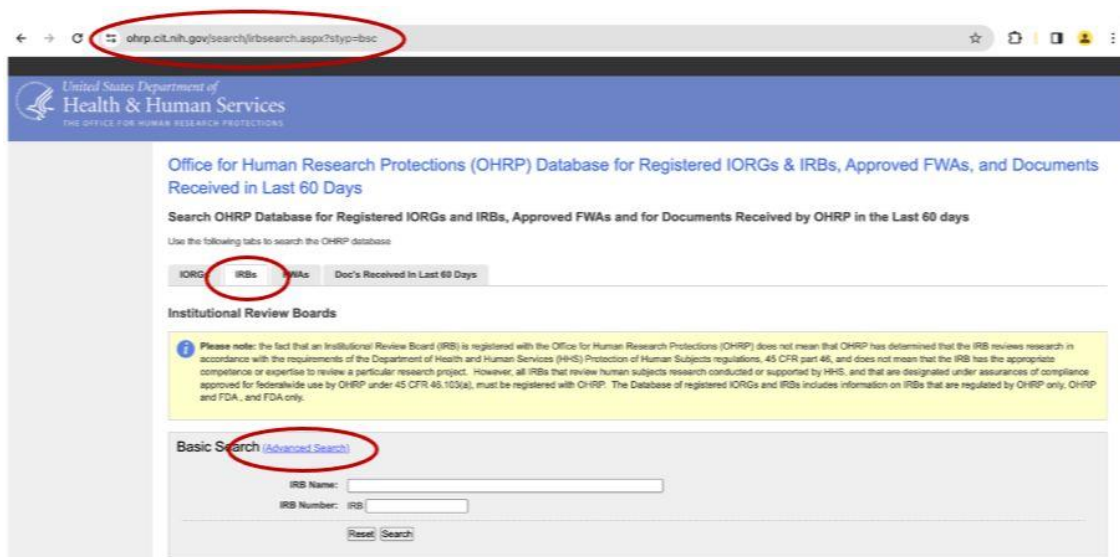 ohrp.cit.nih.gov/search/irbsearch.aspx?styp=bsc
United States Department of
Health & Human Services
THE OFFICE FOR HUMAN RESEARCH PROTECTIONS
Office for Human Research Protections (OHRP) Database for Registered IORGs & IRBs, Approved FWAs, and Documents
Received in Last 60 Days
Search OHRP Database for Registered IORGs and IRBs, Approved FWAs and for Documents Received by OHRP in the Last 60 days
Use the following tabs to search the OHRP database
IORG IRBs FWAs Doc's Received In Last 60 Days
Institutional Review Boards
Please note: the fact that an Institutional Review Board (IRB) is registered with the Office for Human Research Protections (OHRP) does not mean that OHRP has determined that the IRB reviews research in
accordance with the requirements of the Department of Health and Human Services (HHS) Protection of Human Subjects regulations, 45 CFR part 46, and does not mean that the IRB has the appropriate
competence or expertise to review a particular research project. However, all IRBs that review human subjects research conducted or supported by HHS, and that are designated under assurances of compliance
approved for federalwide use by OHRP under 45 CFR 46.103(a), must be registered with OHRP. The Database of registered IORGs and IRBs includes information on IRBs that are regulated by OHRP only, OHRP
and FDA , and FDA only.
Basic Search (Advanced Search)
IRB Name:
IRB Number: IRB
Reset Search